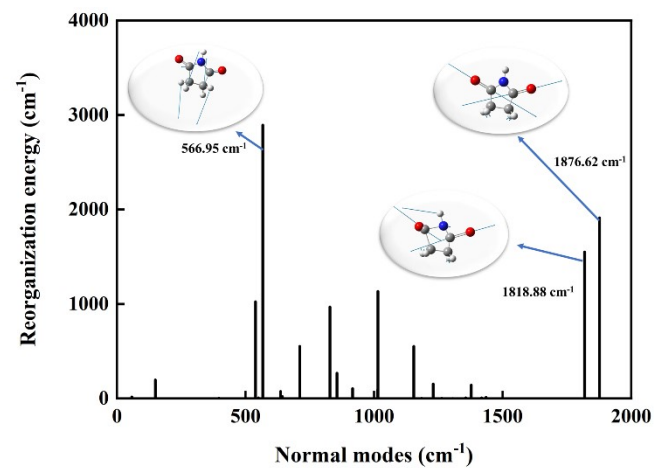 4000
3000
2000
1000
0
Reorganization energy (cm-1)
566.95 cm-1
1876.62 cm-1
1818.88 cm-1
0
500
1000
1500
2000
Normal modes (cm-1)